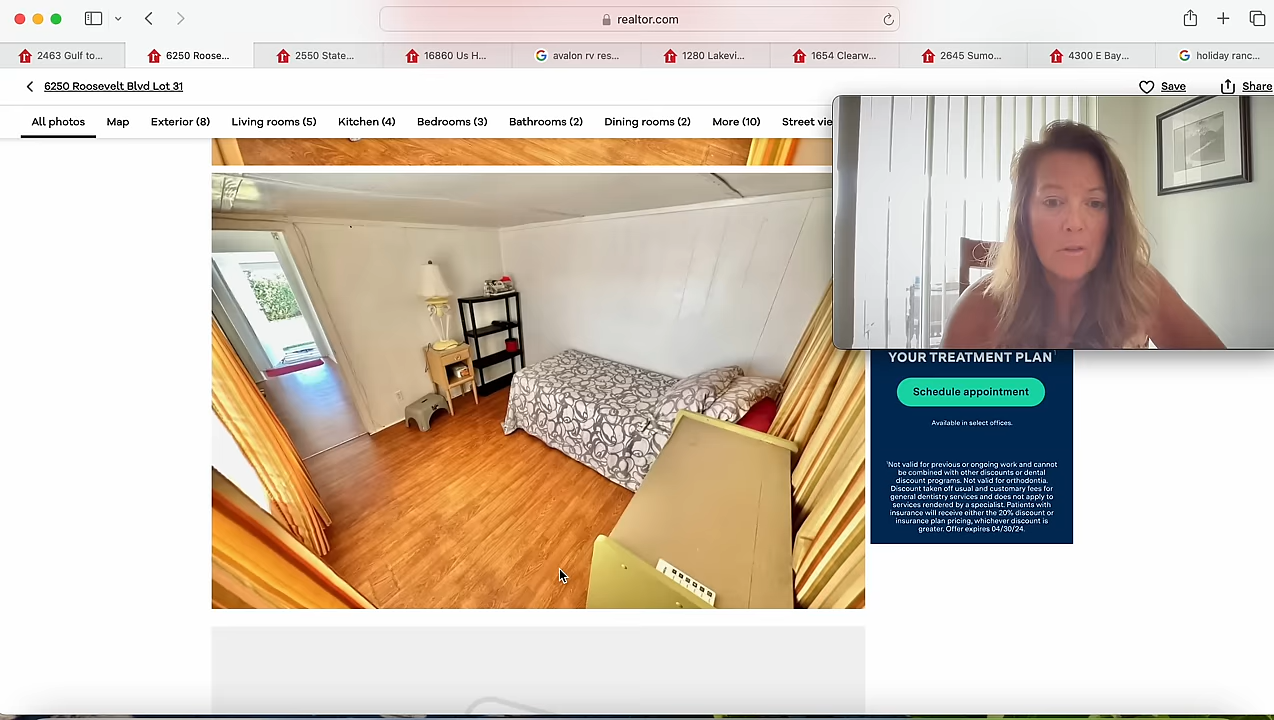 realtor.com
2463 Gulf to...
6250 Roose...
2550 State...
16860 Us H...
avalon rv res...
1280 Lakevi...
1654 Clearw...
2645 Sumo...
4300 E Bay...
holiday ranc...
6250 Roosevelt Blvd Lot 31
Save
Share
All photos
Map
Exterior (8)
Living rooms (5)
Kitchen (4)
Bedrooms (3)
Bathrooms (2)
Dining rooms (2)
More (10)
Street vie
YOUR TREATMENT PLAN¹
Schedule appointment
Available in select offices.
¹Not valid for previous or ongoing work and cannot
be combined with other discounts or dental
discount programs. Not valid for orthodontia.
Discount taken off usual and customary fees for
general dentistry services and does not apply to
services rendered by a specialist. Patients with
insurance will receive either the 20% discount or
insurance plan pricing, whichever discount is
greater. Offer expires 04/30/24.